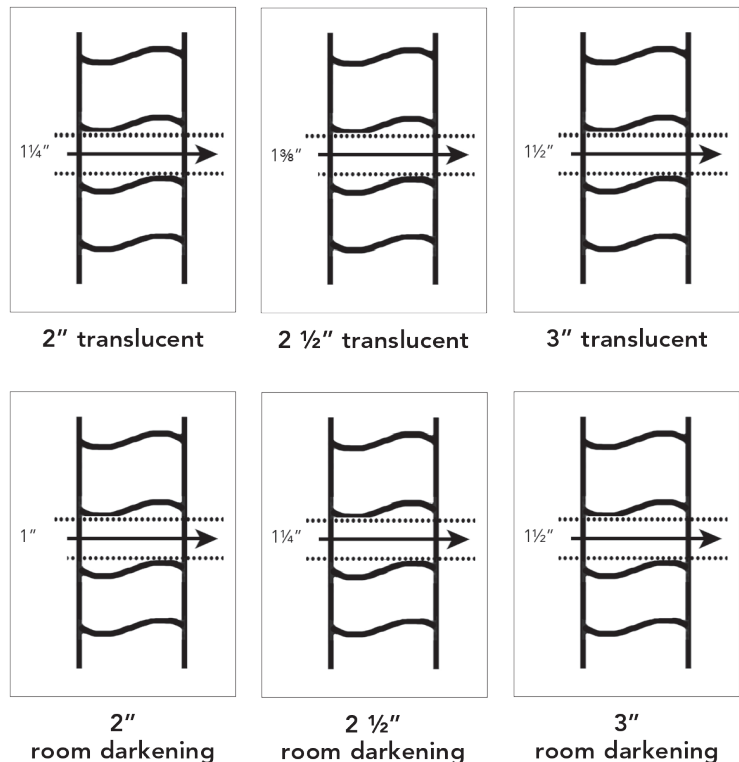 1¼”
1⅜”
1½”
2” translucent
2 ½” translucent
3” translucent
1”
1¼”
1½”
2”
room darkening
2 ½”
room darkening
3”
room darkening